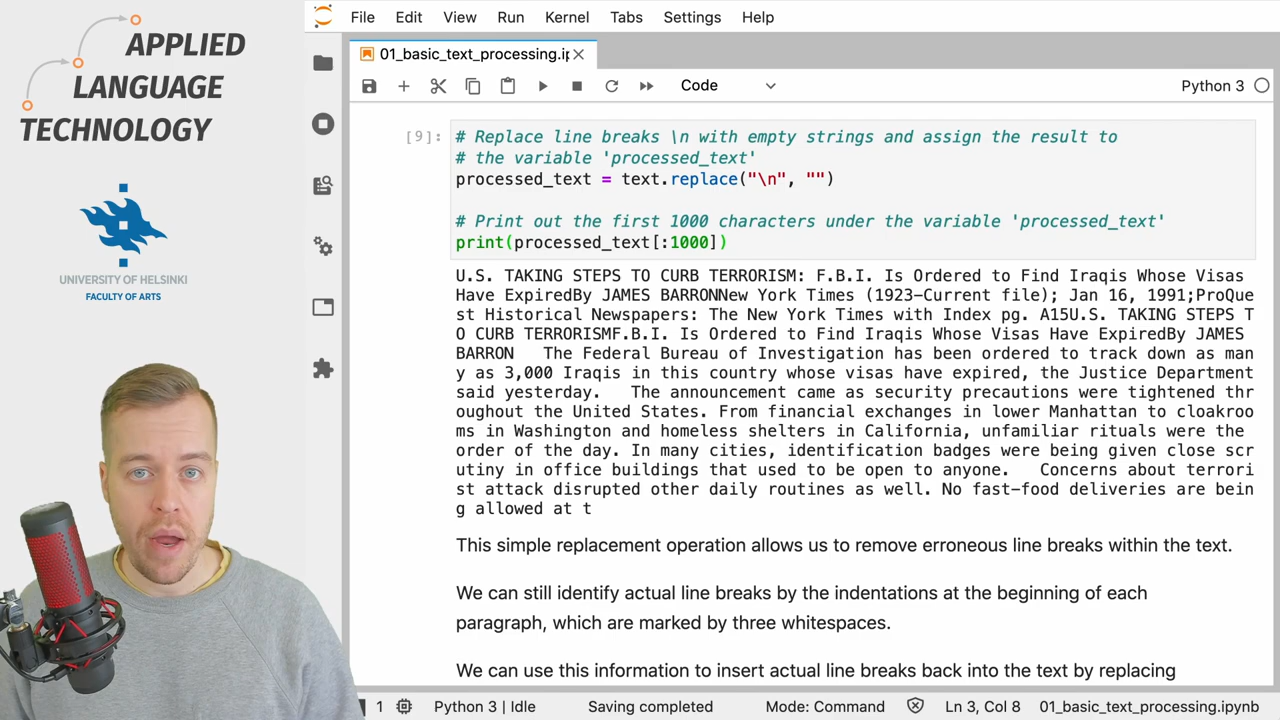 APPLIED
LANGUAGE
TECHNOLOGY
UNIVERSITY OF HELSINKI
FACULTY OF ARTS
File Edit View Run Kernel Tabs Settings Help
01_basic_text_processing.ip
Code
Python 3
[9]:
# Replace line breaks \n with empty strings and assign the result to
# the variable 'processed_text'
processed_text = text.replace("\n", "")
# Print out the first 1000 characters under the variable 'processed_text'
print(processed_text[:1000])
U.S. TAKING STEPS TO CURB TERRORISM: F.B.I. Is Ordered to Find Iraqis Whose Visas
Have ExpiredBy JAMES BARRONNew York Times (1923-Current file); Jan 16, 1991;ProQue
st Historical Newspapers: The New York Times with Index pg. A15U.S. TAKING STEPS T
O CURB TERRORISMF.B.I. Is Ordered to Find Iraqis Whose Visas Have ExpiredBy JAMES
BARRON   The Federal Bureau of Investigation has been ordered to track down as man
y as 3,000 Iraqis in this country whose visas have expired, the Justice Department
said yesterday.   The announcement came as security precautions were tightened thr
oughout the United States. From financial exchanges in lower Manhattan to cloakroo
ms in Washington and homeless shelters in California, unfamiliar rituals were the
order of the day. In many cities, identification badges were being given close scr
utiny in office buildings that used to be open to anyone.   Concerns about terrori
st attack disrupted other daily routines as well. No fast-food deliveries are bein
g allowed at t
This simple replacement operation allows us to remove erroneous line breaks within the text.
We can still identify actual line breaks by the indentations at the beginning of each
paragraph, which are marked by three whitespaces.
We can use this information to insert actual line breaks back into the text by replacing
1 Python 3 | Idle Saving completed Mode: Command Ln 3, Col 8 01_basic_text_processing.ipynb